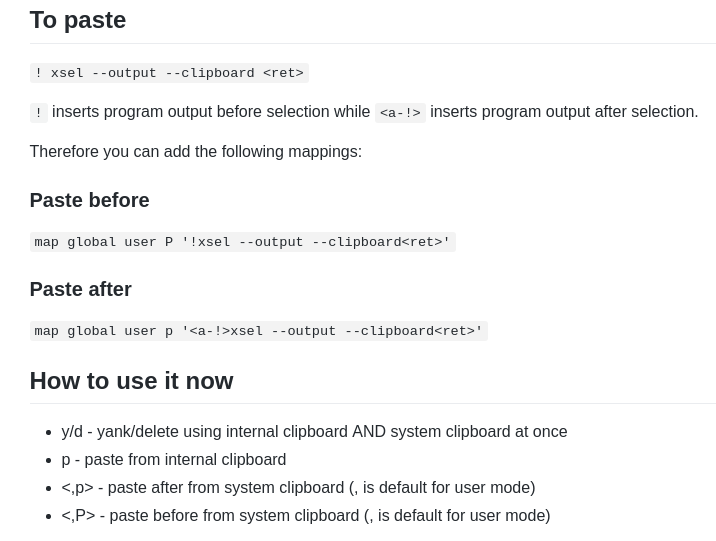 To paste
! xsel --output --clipboard <ret>
! inserts program output before selection while <a-!> inserts program output after selection.
Therefore you can add the following mappings:
Paste before
map global user P '!xsel --output --clipboard<ret>'
Paste after
map global user p '<a-!>xsel --output --clipboard<ret>'
How to use it now
• y/d - yank/delete using internal clipboard AND system clipboard at once
• p - paste from internal clipboard
• <,p> - paste after from system clipboard (, is default for user mode)
• <,P> - paste before from system clipboard (, is default for user mode)